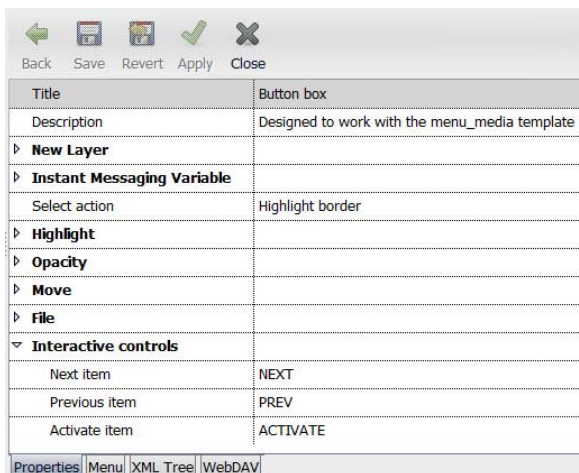 Back Save Revert Apply Close
Title Button box
Description Designed to work with the menu_media template
New Layer
Instant Messaging Variable
Select action Highlight border
Highlight
Opacity
Move
File
Interactive controls
Next item NEXT
Previous item PREV
Activate item ACTIVATE
Properties Menu XML Tree WebDAV